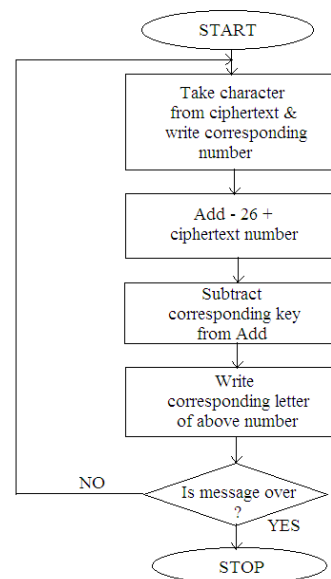 START
Take character
from ciphertext &
write corresponding
number
Add - 26 +
ciphertext number
Subtract
corresponding key
from Add
Write
corresponding letter
of above number
NO
Is message over
?
YES
STOP